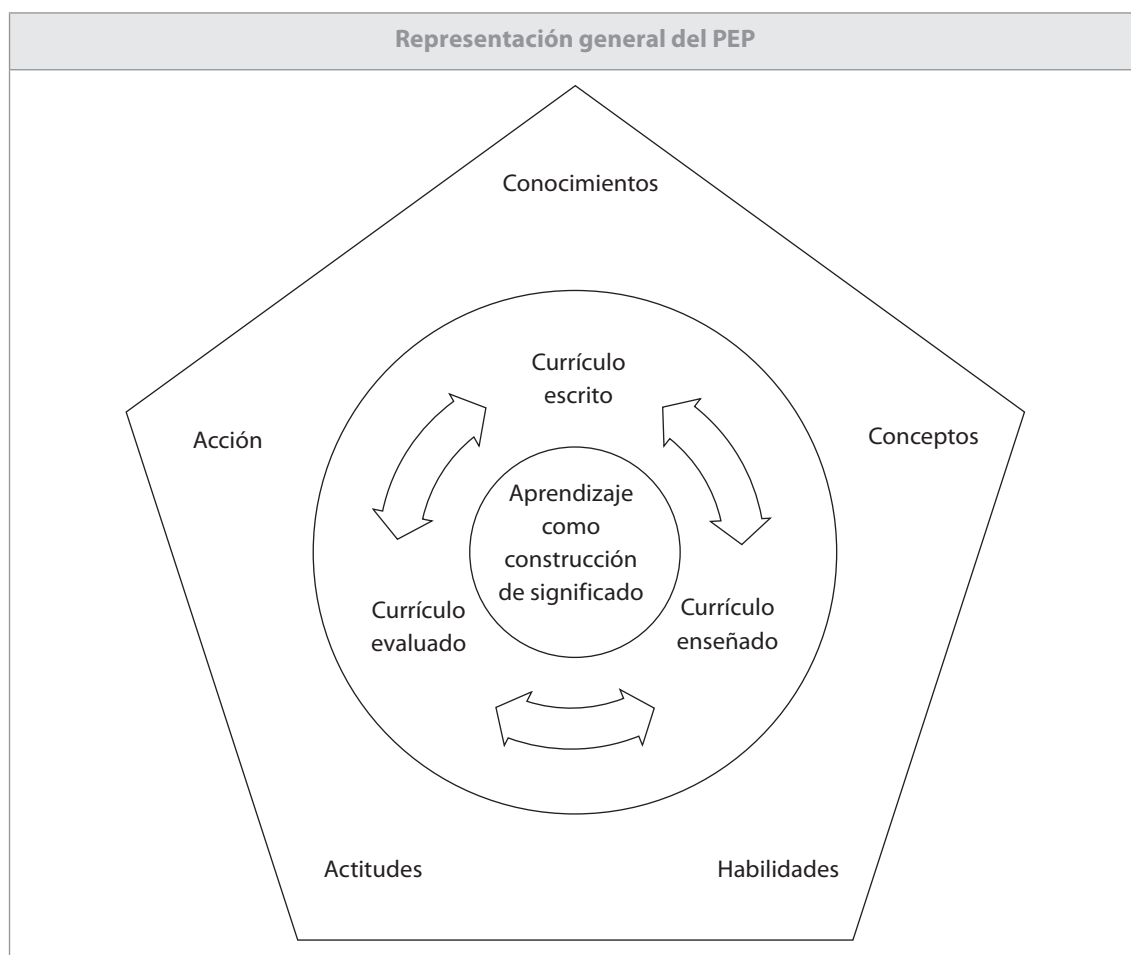 Representación general del PEP
Conocimientos
Currículo
escrito
Acción
Conceptos
Aprendizaje
como
construcción
de significado
Currículo
evaluado
Currículo
enseñado
Actitudes
Habilidades